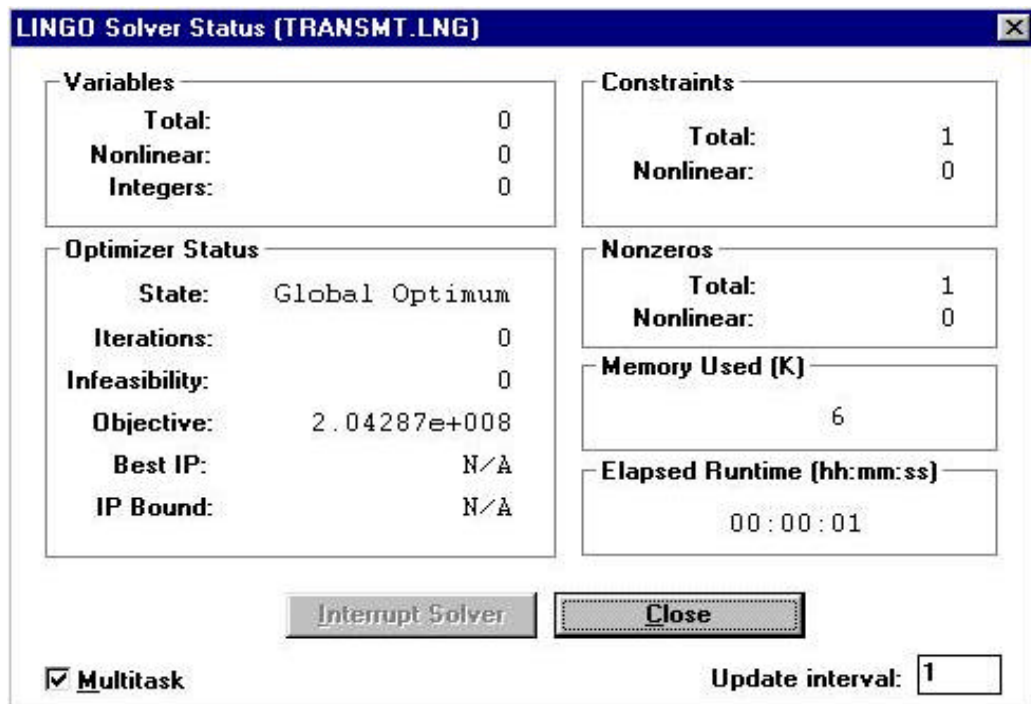 LINGO Solver Status (TRANSMT.LNG)
Variables
Total: 0
Nonlinear: 0
Integers: 0
Constraints
Total: 1
Nonlinear: 0
Optimizer Status
State: Global Optimum
Iterations: 0
Infeasibility: 0
Objective: 2.04287e+008
Best IP: N/A
IP Bound: N/A
Nonzeros
Total: 1
Nonlinear: 0
Memory Used (K)
6
Elapsed Runtime (hh:mm:ss)
00:00:01
Interrupt Solver
Close
Multitask
Update interval: 1